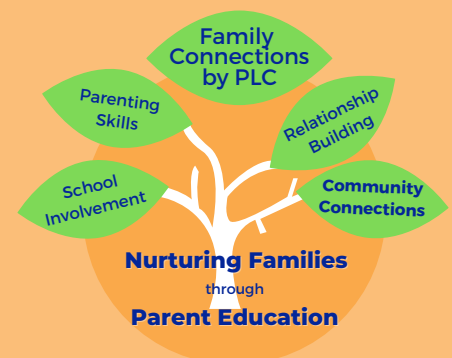 Family
Connections
by PLC
Parenting
Skills
Relationship
Building
School
Involvement
Community
Connections
Nurturing Families
through
Parent Education